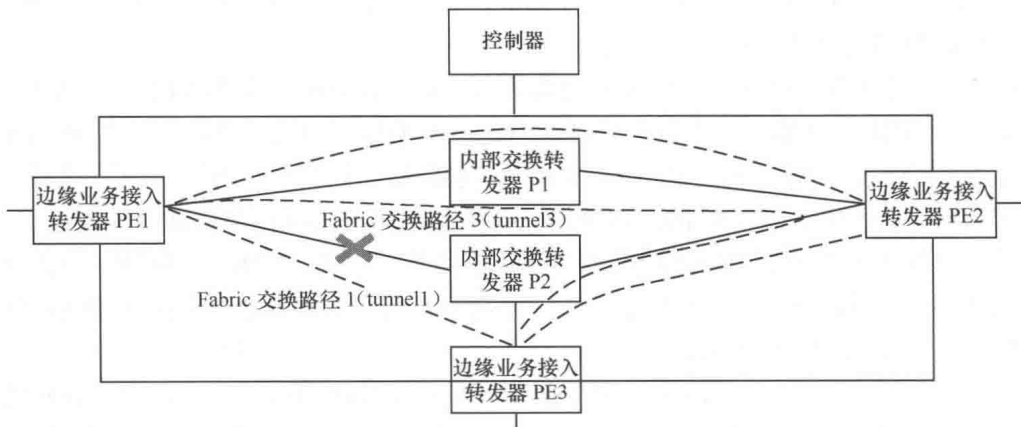 控制器
内部交换转
发器 P1
边缘业务接入
转发器 PE1
边缘业务接入
转发器 PE2
Fabric 交换路径 3(tunnel3)
内部交换转
发器 P2
Fabric 交换路径 1(tunnel1)
边缘业务接入
转发器 PE3